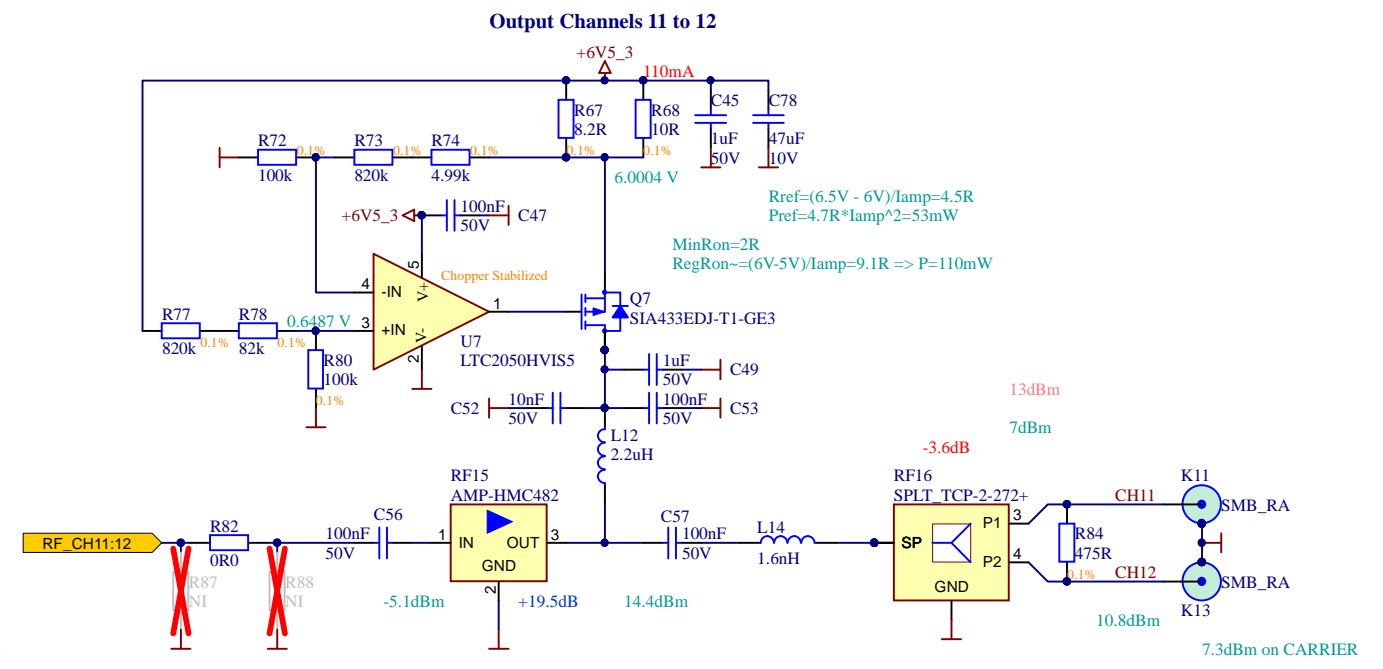 Output Channels 11 to 12
+6V5_3
110mA
R67
8.2R
0.1%
R68
10R
0.1%
C45
1uF
50V
C78
47uF
10V
R72
0.1%
100k
R73
0.1%
820k
R74
0.1%
4.99k
6.0004 V
Rref=(6.5V - 6V)/Iamp=4.5R
Pref=4.7R*Iamp^2=53mW
+6V5_3
100nF
50V
C47
MinRon=2R
RegRon~=(6V-5V)/Iamp=9.1R => P=110mW
Chopper Stabilized
5
V+
4
-IN
1
3
+IN
V-
2
U7
LTC2050HVIS5
Q7
SIA433EDJ-T1-GE3
R77
0.1%
820k
R78
0.1%
82k
0.6487 V
R80
100k
0.1%
1uF
50V
C49
C52
10nF
50V
100nF
50V
C53
L12
2.2uH
13dBm
7dBm
-3.6dB
RF15
AMP-HMC482
1
IN
OUT
3
GND
2
RF16
SPLT_TCP-2-272+
SP
P1
3
P2
4
GND
K11
CH11
SMB_RA
R84
475R
0.1%
CH12
SMB_RA
K13
RF_CH11:12
R82
0R0
R87
NI
R88
NI
C56
100nF
50V
C57
100nF
50V
L14
1.6nH
-5.1dBm
+19.5dB
14.4dBm
10.8dBm
7.3dBm on CARRIER